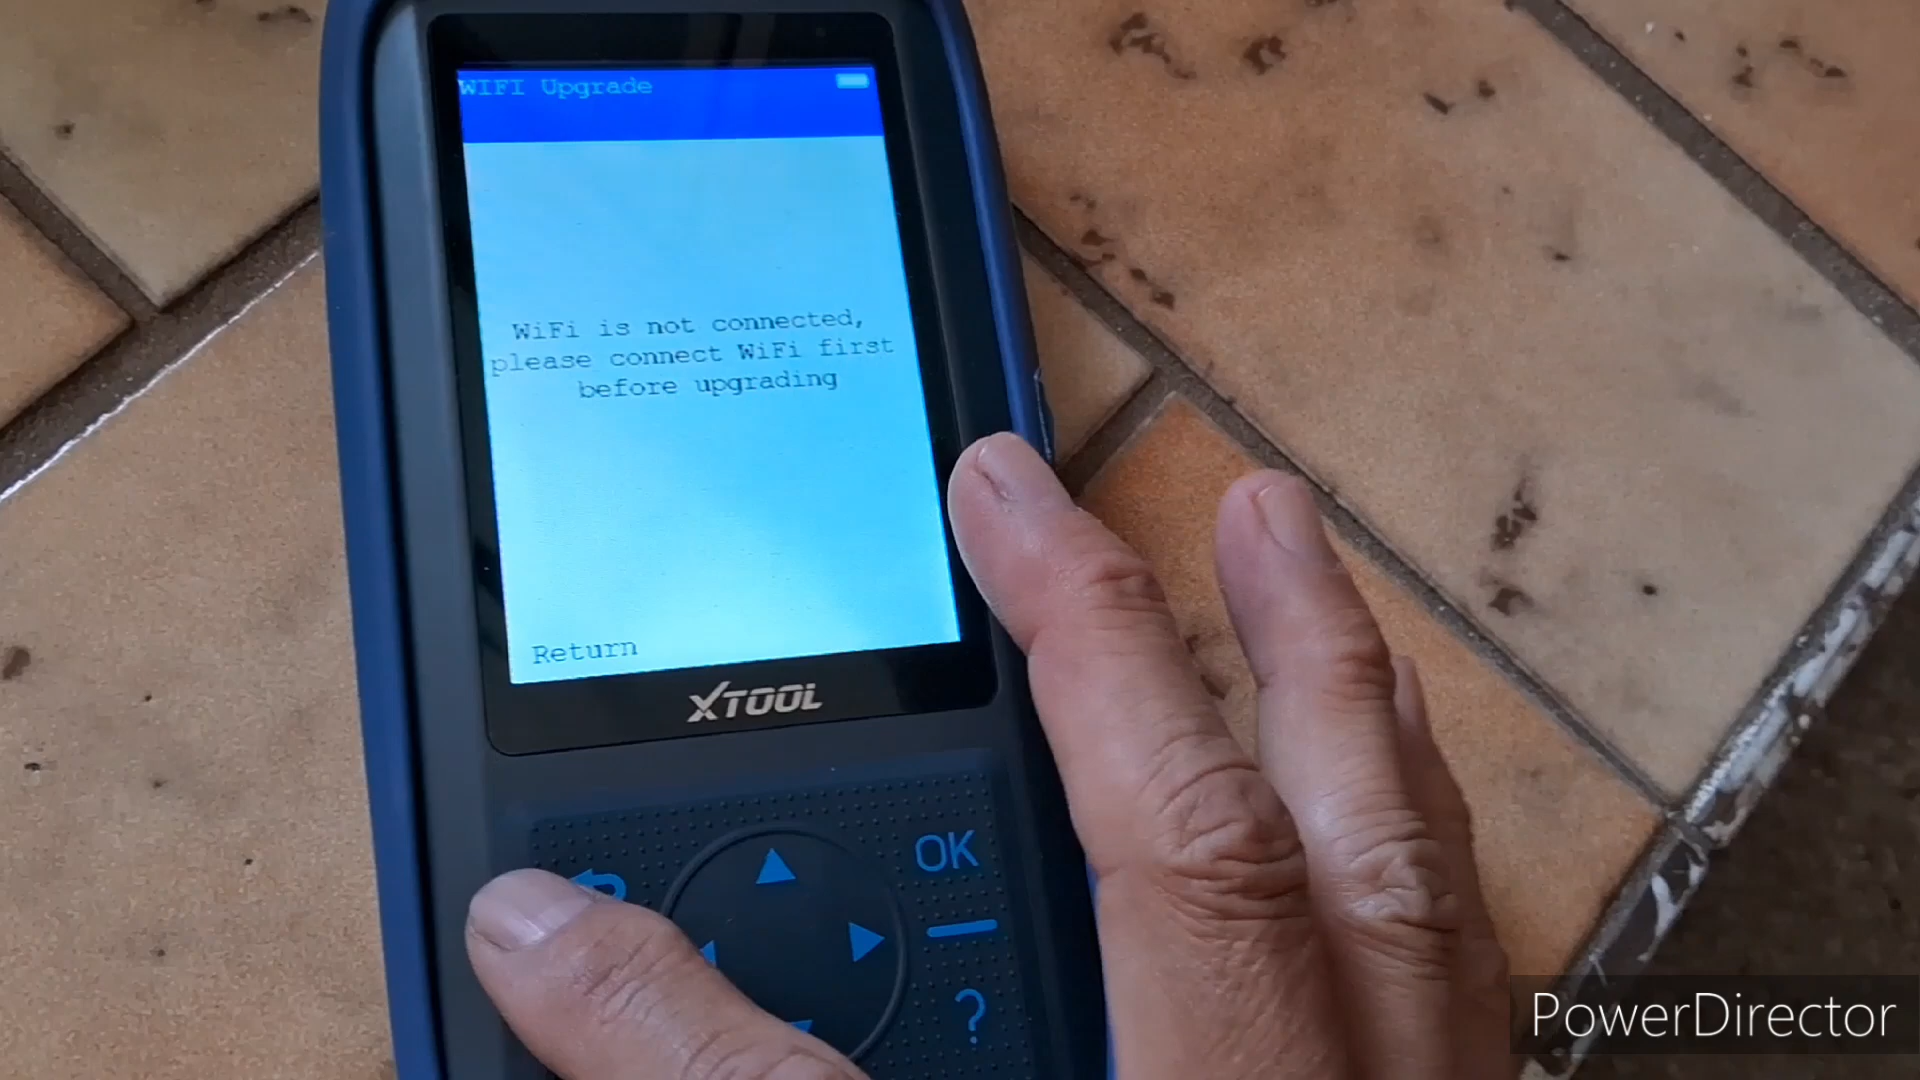 WIFI Upgrade
WiFi is not connected,
please connect WiFi first
before upgrading
Return
XTOOL
OK
?
PowerDirector